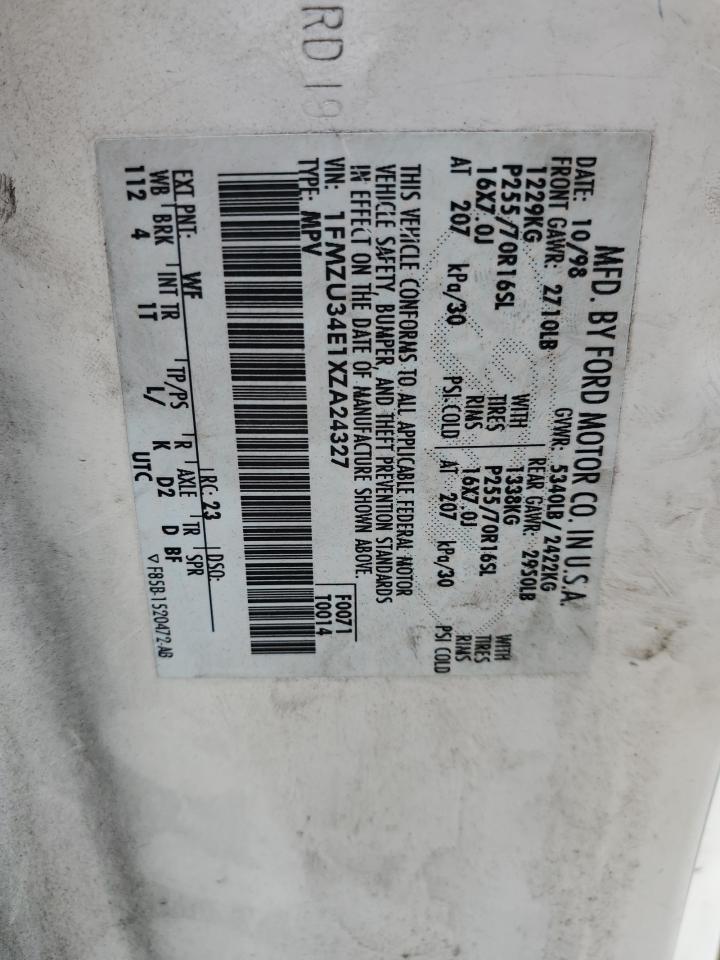 RD 19
MFD. BY FORD MOTOR CO. IN U.S.A.
DATE: 10/98 GVWR: 5340LB/ 2422KG
FRONT GAWR: 2710LB REAR GAWR: 2950LB
1229KG WITH 1338KG WITH
P255/70R16SL TIRES P255/70R16SL TIRES
16X7.0J RIMS 16X7.0J RIMS
AT 207 kPa/30 PSI COLD AT 207 kPa/30 PSI COLD
THIS VEHICLE CONFORMS TO ALL APPLICABLE FEDERAL MOTOR
VEHICLE SAFETY, BUMPER, AND THEFT PREVENTION STANDARDS
IN EFFECT ON THE DATE OF MANUFACTURE SHOWN ABOVE.
VIN: 1FMZU34E1XZA24327 F0071
TYPE: MPV T0014
EXT PNT: WF RC: 23 DSO:
WB BRK INT TR TP/PS R AXLE TR SPR
112 4 1T L/ K D2 D BF
UTC ▽F85B-1520472-AB